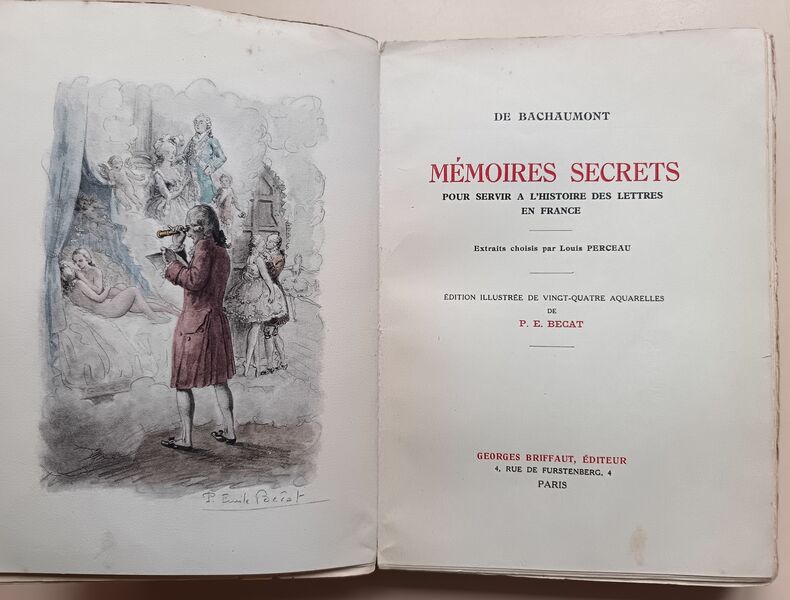 P. Emile Bécat
DE BACHAUMONT
MÉMOIRES SECRETS
POUR SERVIR A L'HISTOIRE DES LETTRES
EN FRANCE
Extraits choisis par Louis PERCEAU
ÉDITION ILLUSTRÉE DE VINGT-QUATRE AQUARELLES
DE
P. E. BECAT
GEORGES BRIFFAUT, ÉDITEUR
4, RUE DE FURSTENBERG, 4
PARIS